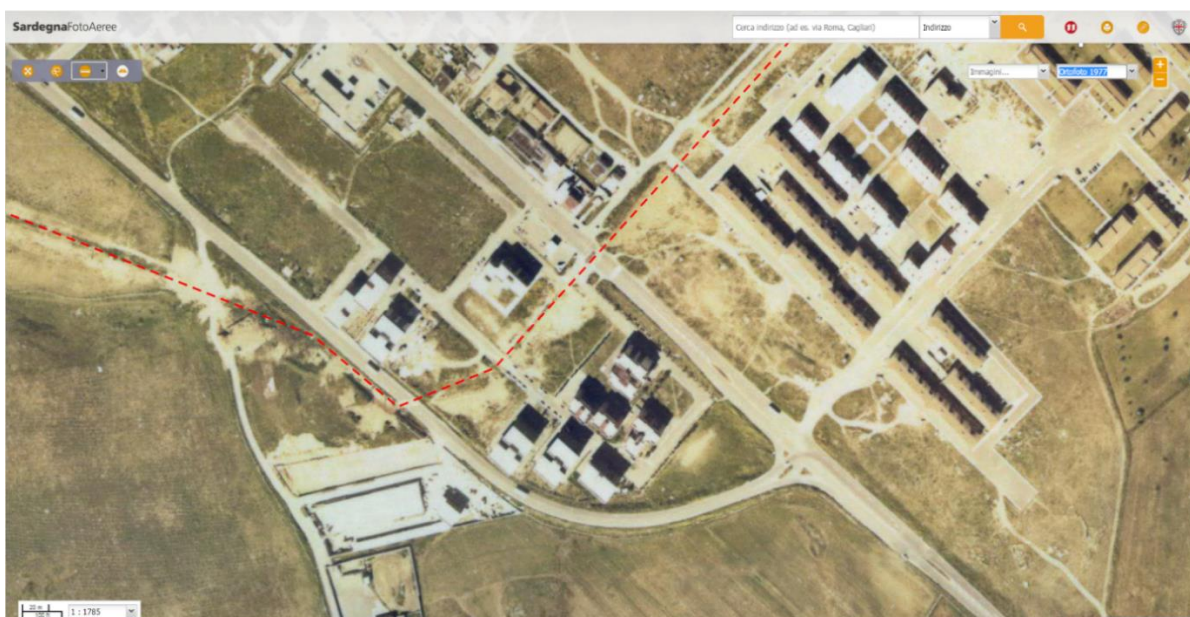 SardegnaFotoAeree
Cerca indirizzo (ad es. via Roma, Cagliari)
Indirizzo
Immagini...
Ortofoto 1977
+
−
1 : 1785